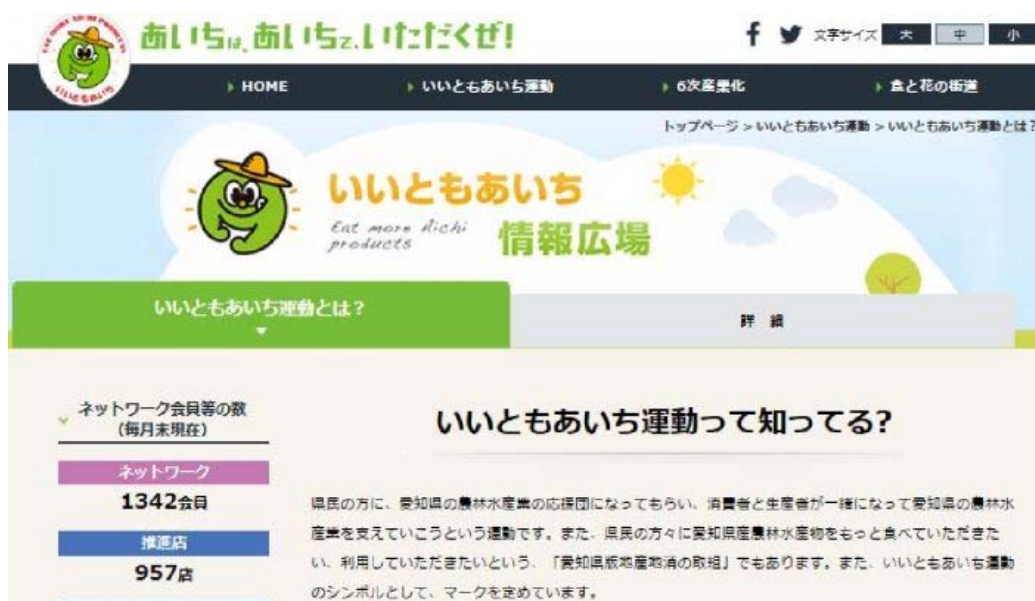 EAT MORE AICHI PRODUCTS
いいともあいち
あいちは、あいちを、いただくぜ!
文字サイズ 大 中 小
HOME いいともあいち運動 6次産業化 食と花の街道
トップページ > いいともあいち運動 > いいともあいち運動とは?
いいともあいち
Eat more Aichi products
情報広場
いいともあいち運動とは?
詳 細
ネットワーク会員等の数
(毎月末現在)
ネットワーク
1342会員
推進店
957店
いいともあいち運動って知ってる?
県民の方に、愛知県の農林水産業の応援団になってもらい、消費者と生産者が一緒になって愛知県の農林水
産業を支えていこうという運動です。また、県民の方々に愛知県産農林水産物をもっと食べていただきた
い、利用していただきたいという、「愛知県版地産地消の取組」でもあります。また、いいともあいち運動
のシンボルとして、マークを定めています。